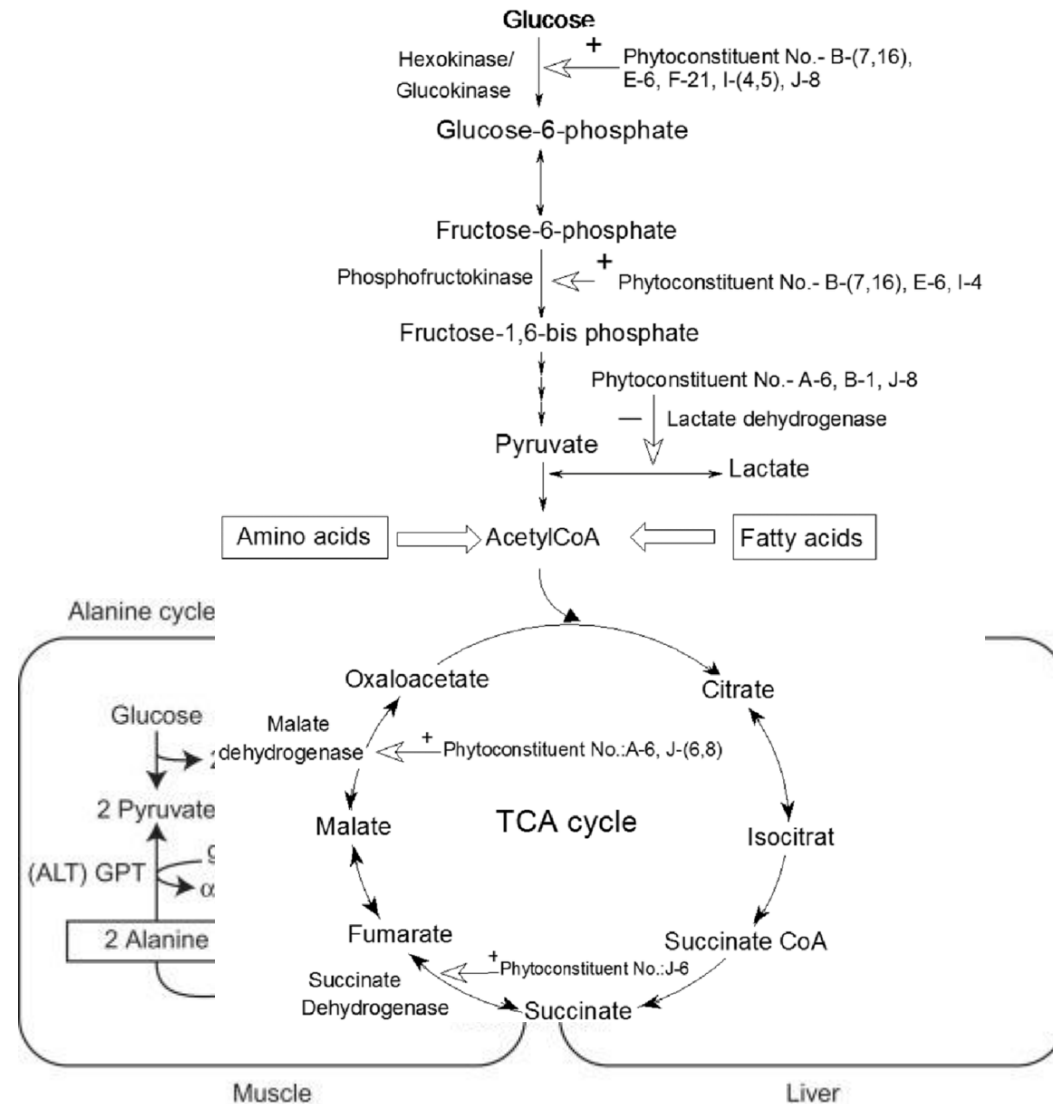 Glucose
+
Hexokinase/
Glucokinase
Phytoconstituent No.- B-(7,16),
E-6, F-21, I-(4,5), J-8
Glucose-6-phosphate
Fructose-6-phosphate
Phosphofructokinase
+
Phytoconstituent No.- B-(7,16), E-6, I-4
Fructose-1,6-bis phosphate
Phytoconstituent No.- A-6, B-1, J-8
—
Lactate dehydrogenase
Pyruvate
Lactate
Amino acids
AcetylCoA
Fatty acids
Alanine cycle
Oxaloacetate
Citrate
Glucose
Malate
dehydrogenase
+
Phytoconstituent No.:A-6, J-(6,8)
2 Pyruvate
Malate
TCA cycle
Isocitrat
(ALT) GPT
α
2 Alanine
Fumarate
Succinate CoA
+
Phytoconstituent No.:J-6
Succinate
Dehydrogenase
Succinate
Muscle
Liver